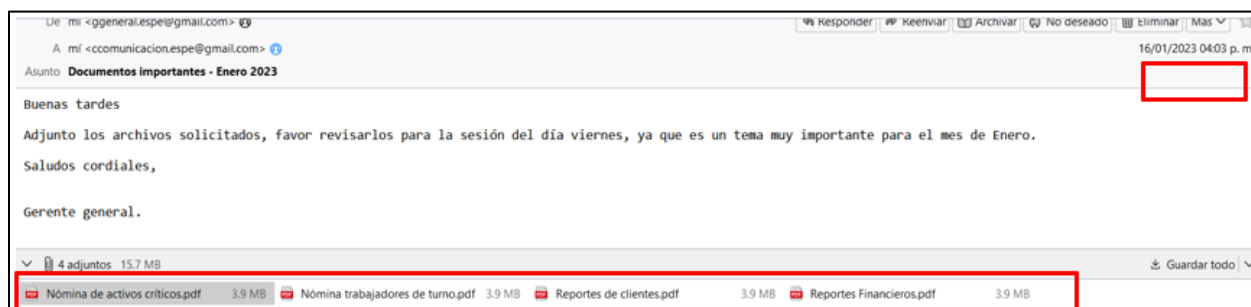 De mí <ggeneral.espe@gmail.com>
Responder Reenviar Archivar No deseado Eliminar Más
A mí <ccomunicacion.espe@gmail.com>
16/01/2023 04:03 p. m
Asunto Documentos importantes - Enero 2023
Buenas tardes
Adjunto los archivos solicitados, favor revisarlos para la sesión del día viernes, ya que es un tema muy importante para el mes de Enero.
Saludos cordiales,
Gerente general.
4 adjuntos 15.7 MB
Guardar todo
Nómina de activos críticos.pdf 3.9 MB Nómina trabajadores de turno.pdf 3.9 MB Reportes de clientes.pdf 3.9 MB Reportes Financieros.pdf 3.9 MB